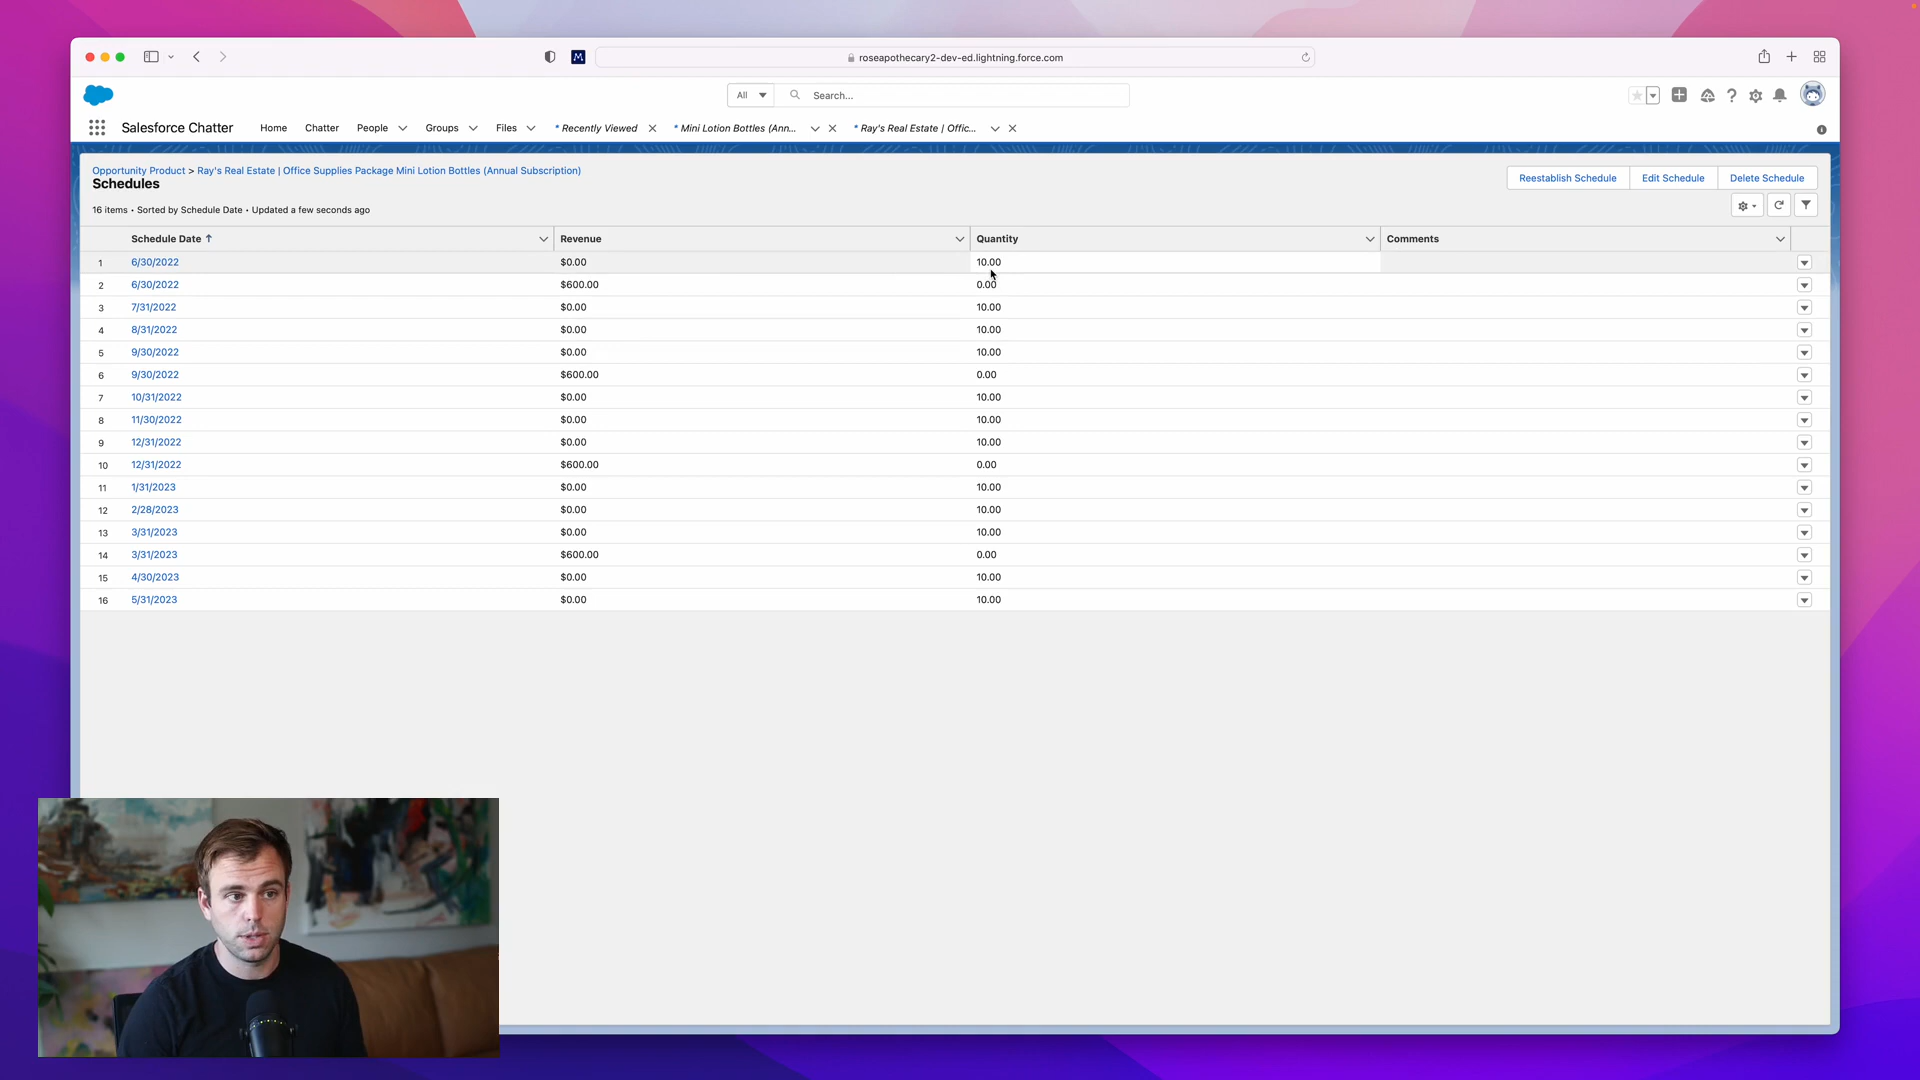 M
roseapothecary2-dev-ed.lightning.force.com
All
Search...
Salesforce Chatter
Home
Chatter
People
Groups
Files
* Recently Viewed
* Mini Lotion Bottles (Ann...
* Ray's Real Estate | Offic...
Opportunity Product > Ray's Real Estate | Office Supplies Package Mini Lotion Bottles (Annual Subscription)
Schedules
Reestablish Schedule
Edit Schedule
Delete Schedule
16 items • Sorted by Schedule Date • Updated a few seconds ago
Schedule Date ↑ Revenue Quantity Comments
1 6/30/2022 $0.00 10.00
2 6/30/2022 $600.00 0.00
3 7/31/2022 $0.00 10.00
4 8/31/2022 $0.00 10.00
5 9/30/2022 $0.00 10.00
6 9/30/2022 $600.00 0.00
7 10/31/2022 $0.00 10.00
8 11/30/2022 $0.00 10.00
9 12/31/2022 $0.00 10.00
10 12/31/2022 $600.00 0.00
11 1/31/2023 $0.00 10.00
12 2/28/2023 $0.00 10.00
13 3/31/2023 $0.00 10.00
14 3/31/2023 $600.00 0.00
15 4/30/2023 $0.00 10.00
16 5/31/2023 $0.00 10.00